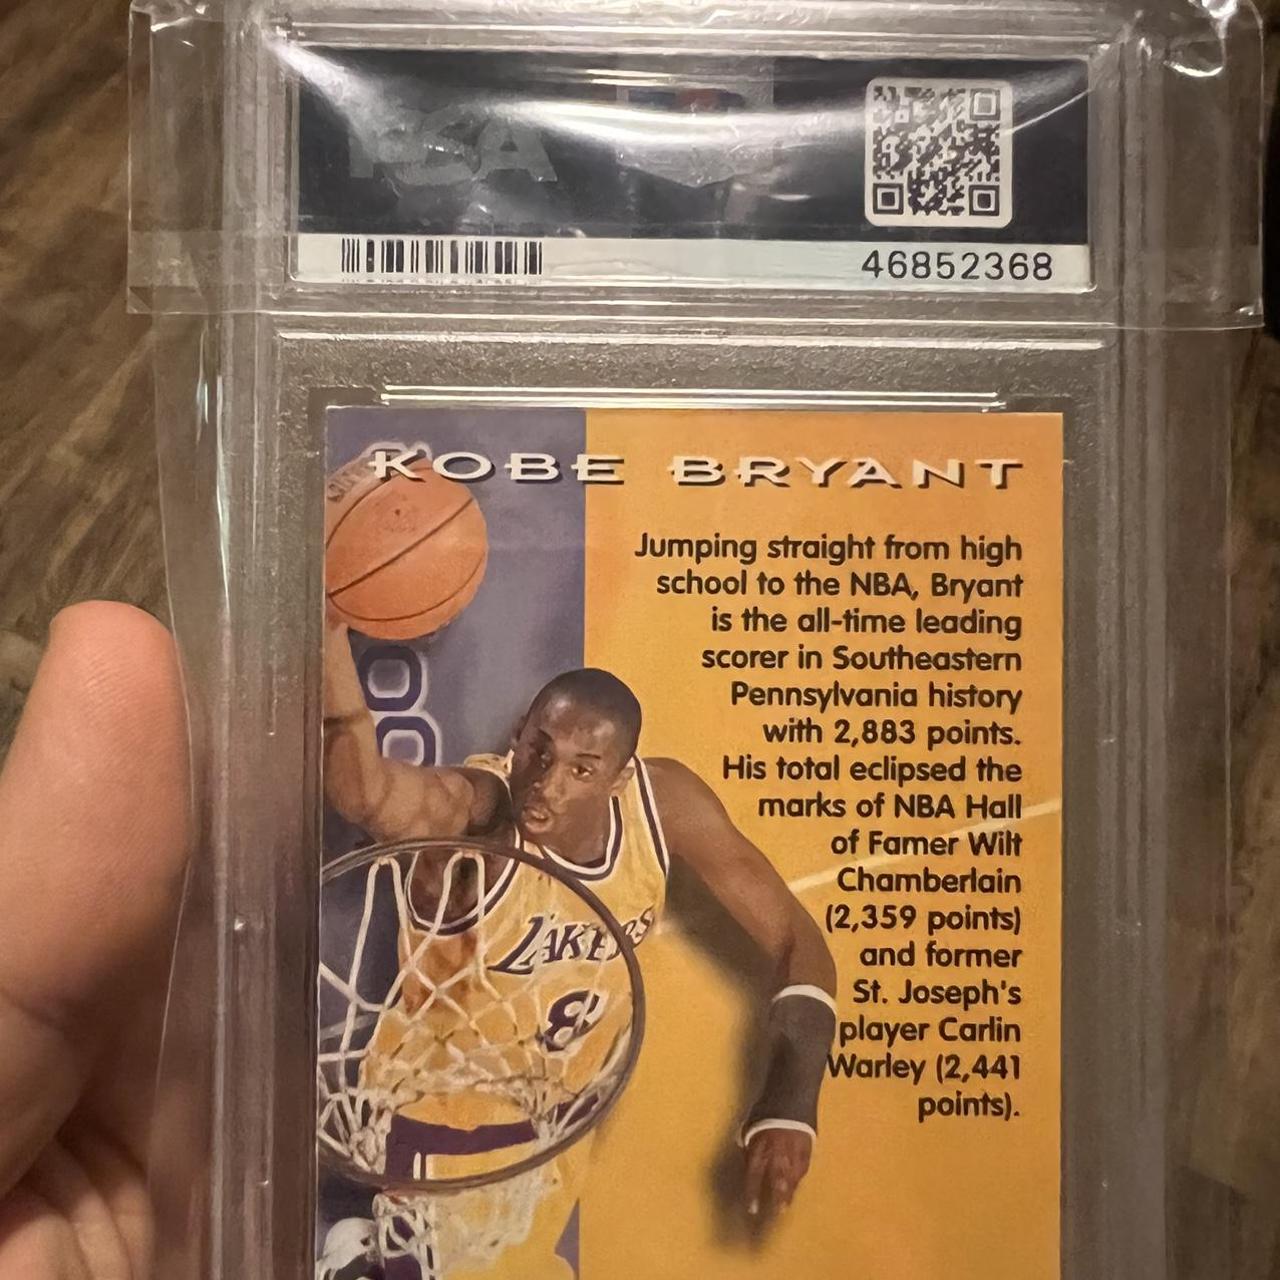 PSA
46852368
KOBE BRYANT
Jumping straight from high
school to the NBA, Bryant
is the all-time leading
scorer in Southeastern
Pennsylvania history
with 2,883 points.
His total eclipsed the
marks of NBA Hall
of Famer Wilt
Chamberlain
(2,359 points)
and former
St. Joseph's
player Carlin
Warley (2,441
points).
LAKERS
8